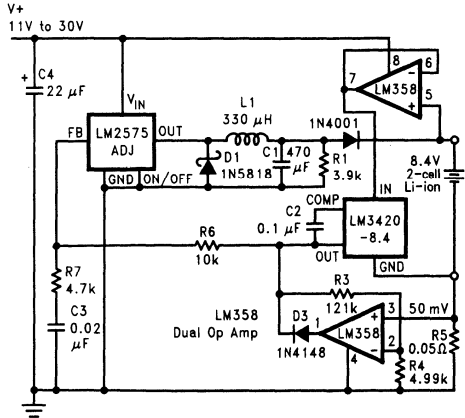 V+
11V to 30V
C4
22 μF
+
VIN
FB
LM2575
ADJ
OUT
GND
ON/OFF
L1
330 μH
D1
1N5818
C1
470
μF
1N4001
R1
3.9k
7
8
6
5
−
+
LM358
8.4V
2-cell
Li-ion
IN
COMP
C2
0.1 μF
LM3420
-8.4
OUT
GND
R6
10k
R7
4.7k
C3
0.02
μF
LM358
Dual Op Amp
R3
121k
D3
1N4148
1
+
−
LM358
3
2
4
50 mV
R5
0.05Ω
R4
4.99k